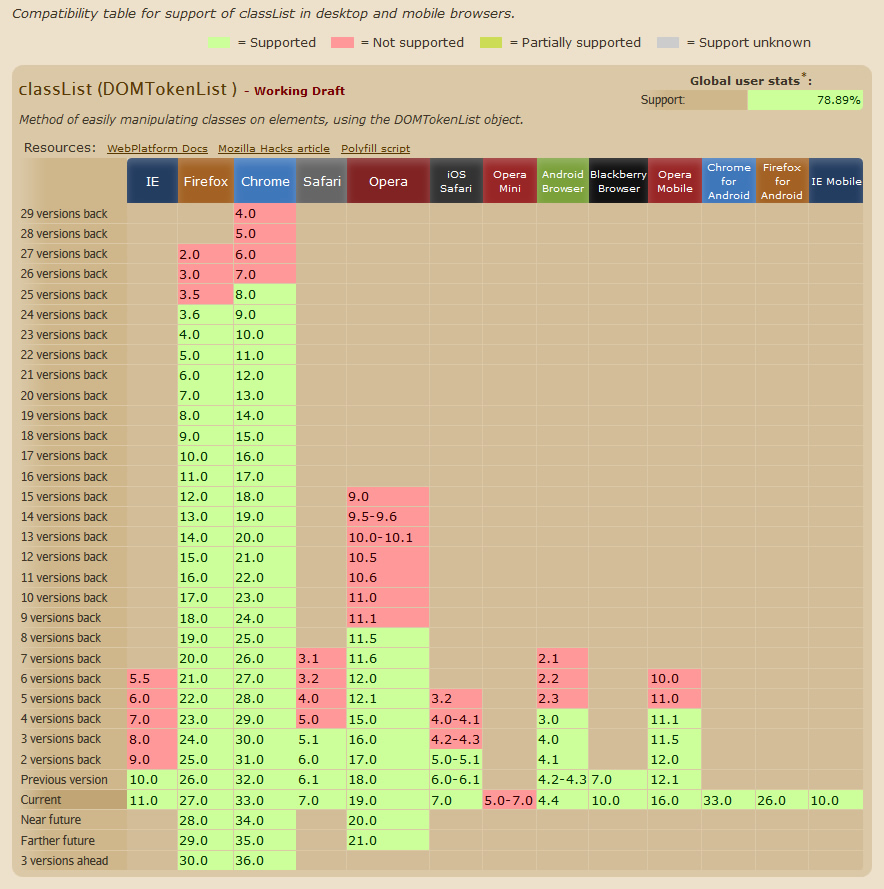 Compatibility table for support of classList in desktop and mobile browsers.
= Supported = Not supported = Partially supported = Support unknown
classList (DOMTokenList ) - Working Draft
Global user stats*:
Support: 78.89%
Method of easily manipulating classes on elements, using the DOMTokenList object.
Resources: WebPlatform Docs Mozilla Hacks article Polyfill script
IE Firefox Chrome Safari Opera iOS Safari Opera Mini Android Browser Blackberry Browser Opera Mobile Chrome for Android Firefox for Android IE Mobile
29 versions back 4.0
28 versions back 5.0
27 versions back 2.0 6.0
26 versions back 3.0 7.0
25 versions back 3.5 8.0
24 versions back 3.6 9.0
23 versions back 4.0 10.0
22 versions back 5.0 11.0
21 versions back 6.0 12.0
20 versions back 7.0 13.0
19 versions back 8.0 14.0
18 versions back 9.0 15.0
17 versions back 10.0 16.0
16 versions back 11.0 17.0
15 versions back 12.0 18.0 9.0
14 versions back 13.0 19.0 9.5-9.6
13 versions back 14.0 20.0 10.0-10.1
12 versions back 15.0 21.0 10.5
11 versions back 16.0 22.0 10.6
10 versions back 17.0 23.0 11.0
9 versions back 18.0 24.0 11.1
8 versions back 19.0 25.0 11.5
7 versions back 20.0 26.0 3.1 11.6 2.1
6 versions back 5.5 21.0 27.0 3.2 12.0 2.2 10.0
5 versions back 6.0 22.0 28.0 4.0 12.1 3.2 2.3 11.0
4 versions back 7.0 23.0 29.0 5.0 15.0 4.0-4.1 3.0 11.1
3 versions back 8.0 24.0 30.0 5.1 16.0 4.2-4.3 4.0 11.5
2 versions back 9.0 25.0 31.0 6.0 17.0 5.0-5.1 4.1 12.0
Previous version 10.0 26.0 32.0 6.1 18.0 6.0-6.1 4.2-4.3 7.0 12.1
Current 11.0 27.0 33.0 7.0 19.0 7.0 5.0-7.0 4.4 10.0 16.0 33.0 26.0 10.0
Near future 28.0 34.0 20.0
Farther future 29.0 35.0 21.0
3 versions ahead 30.0 36.0